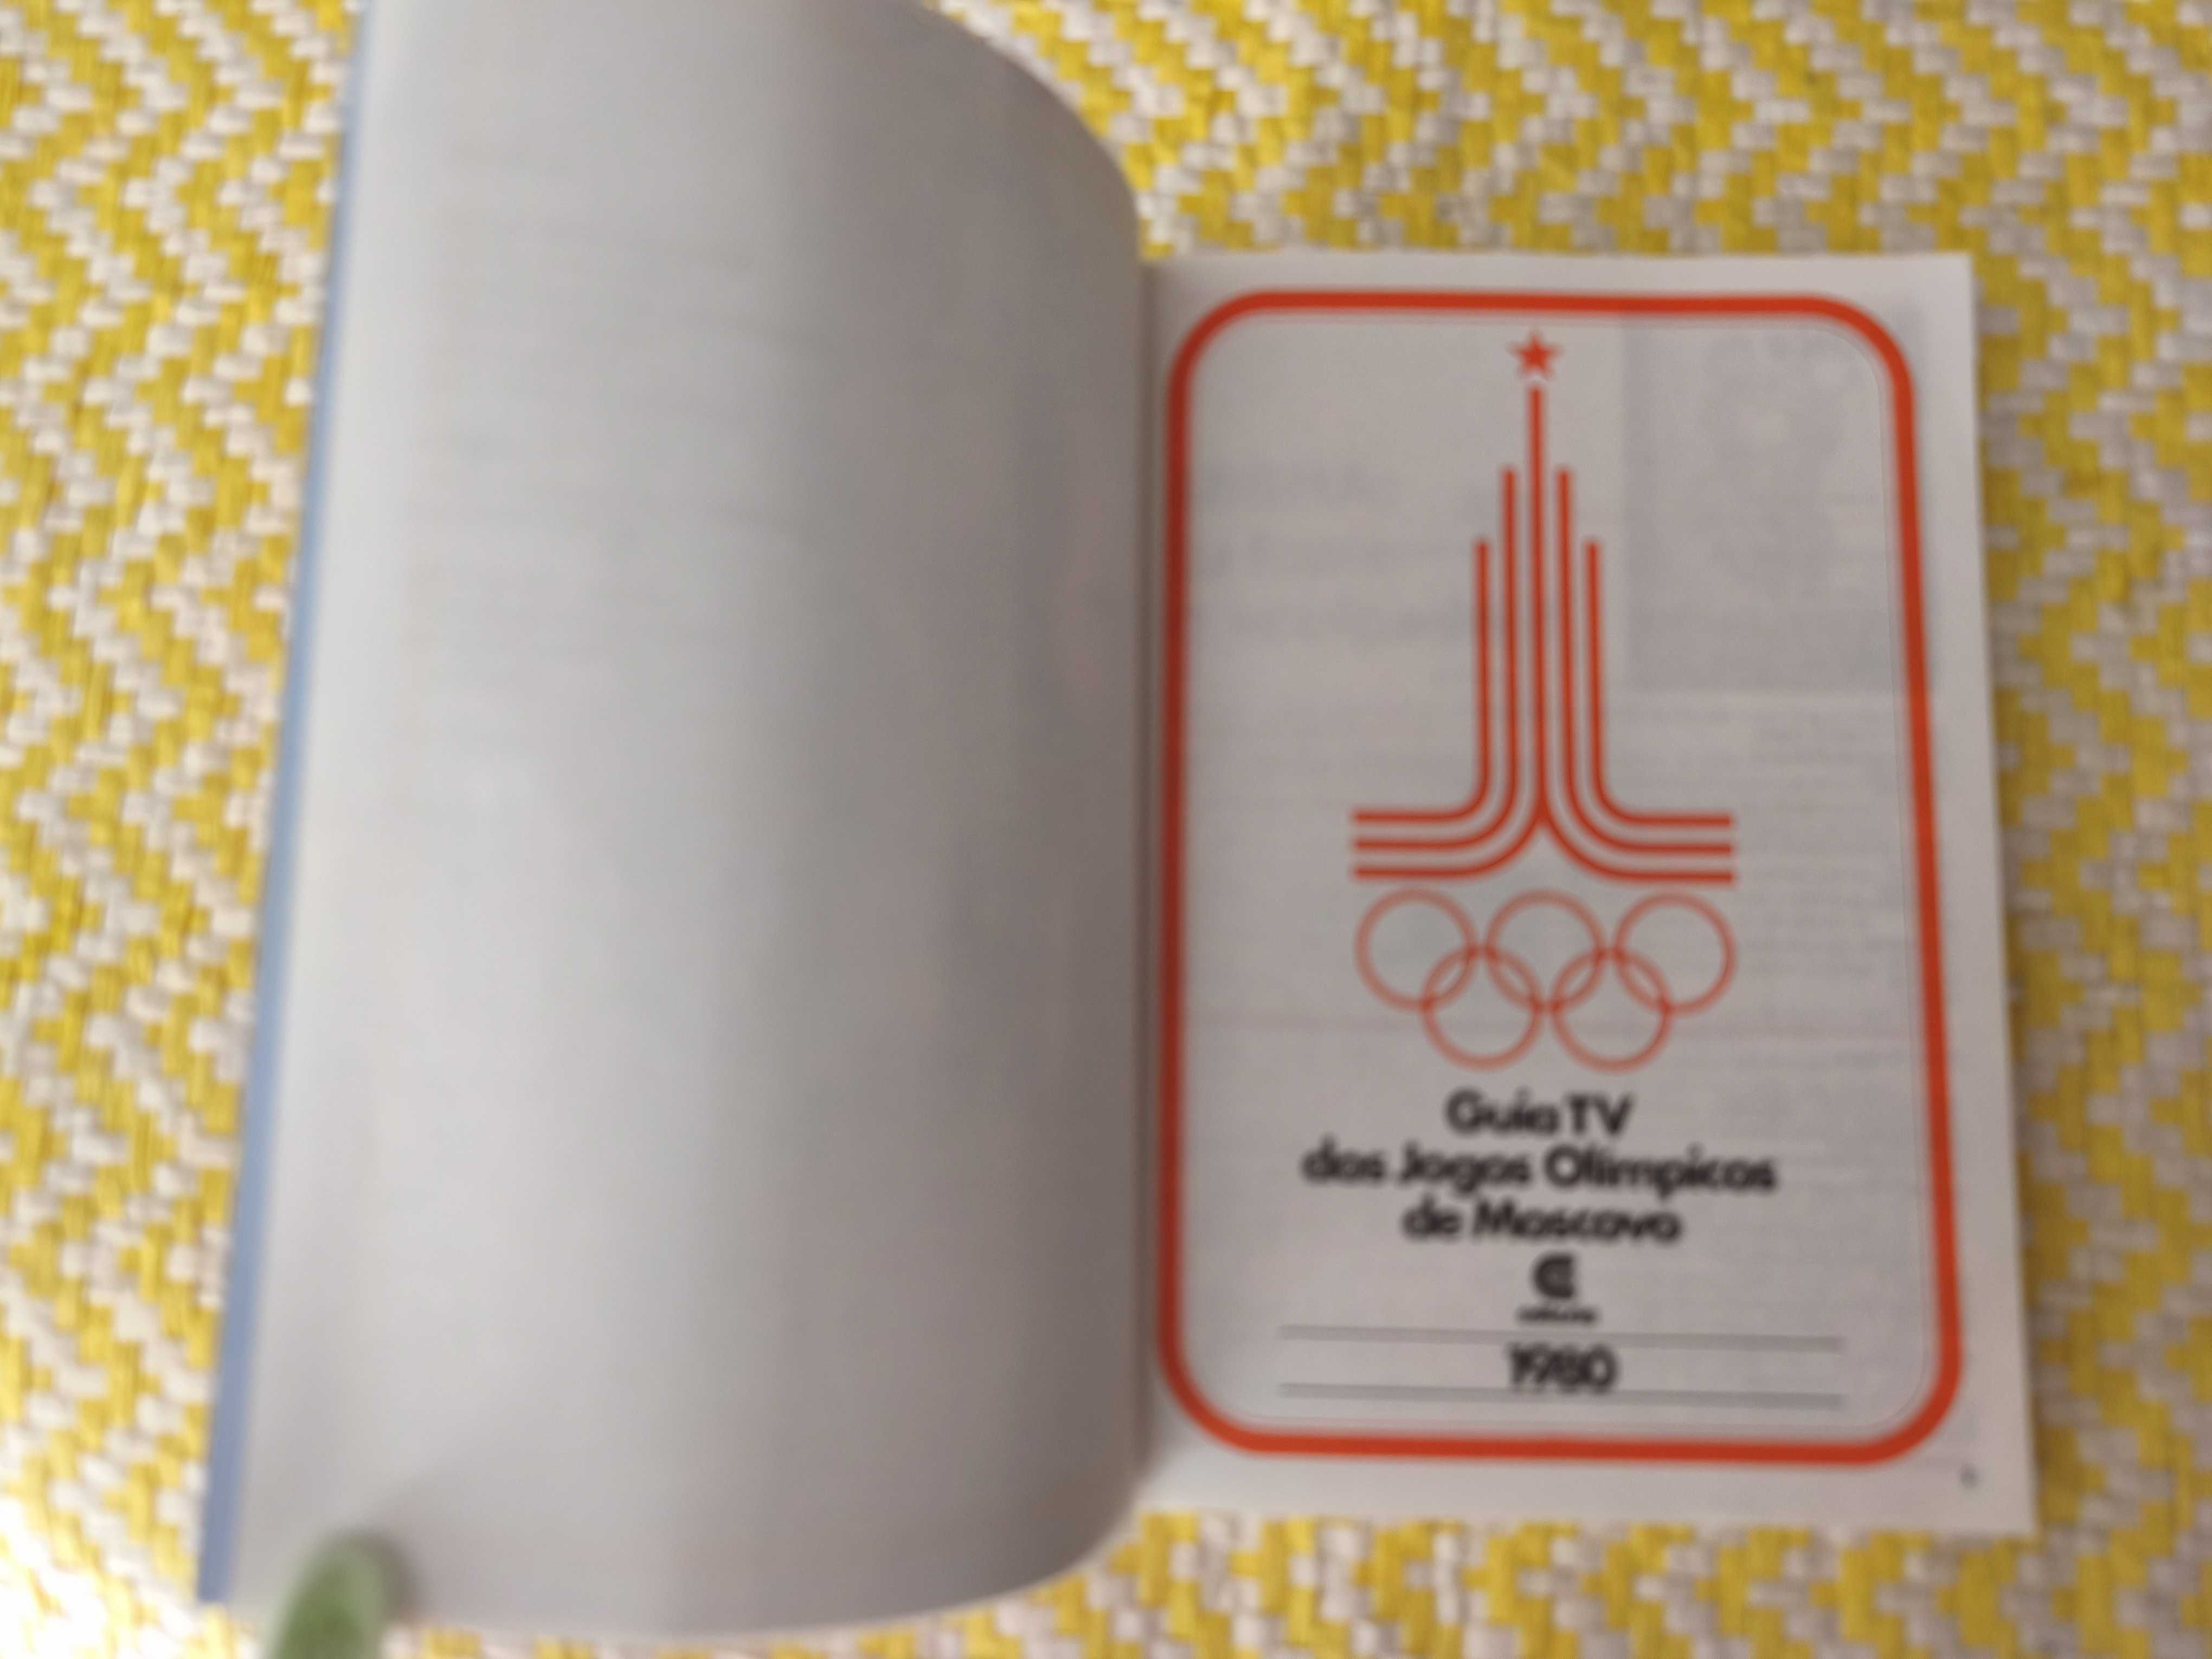 Guia TV
dos Jogos Olímpicos
de Moscovo
1980